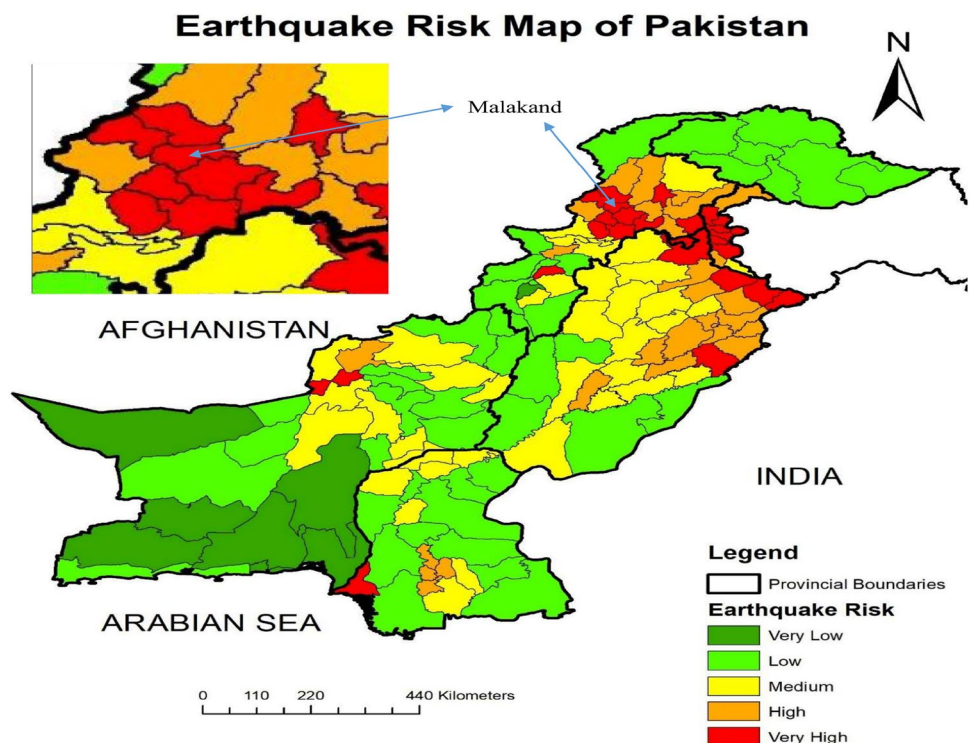 Earthquake Risk Map of Pakistan
N
Malakand
AFGHANISTAN
INDIA
ARABIAN SEA
Legend
Provincial Boundaries
Earthquake Risk
Very Low
Low
Medium
High
Very High
0 110 220 440 Kilometers